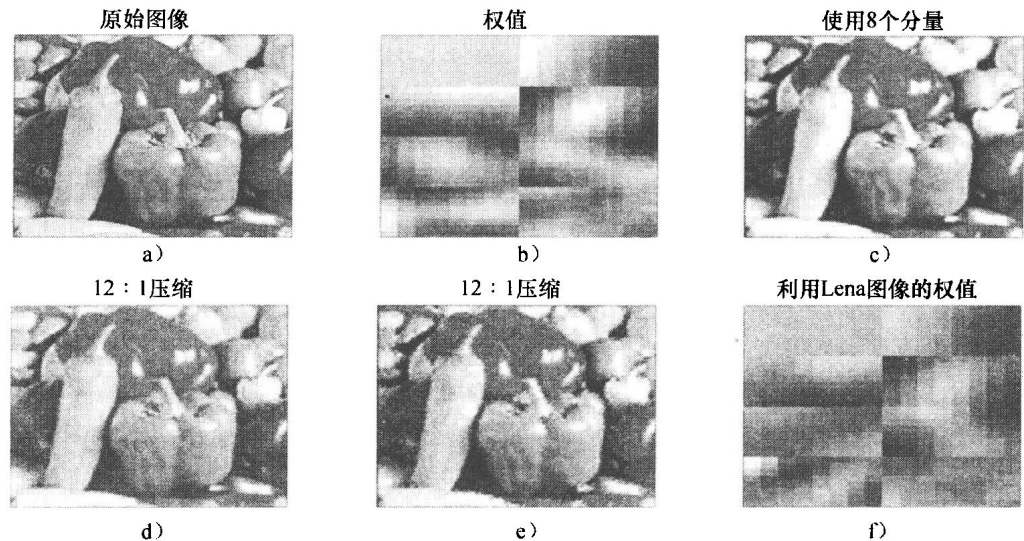 原始图像
权值
使用8个分量
a）
b）
c）
12：1压缩
12：1压缩
利用Lena图像的权值
d）
e）
f）